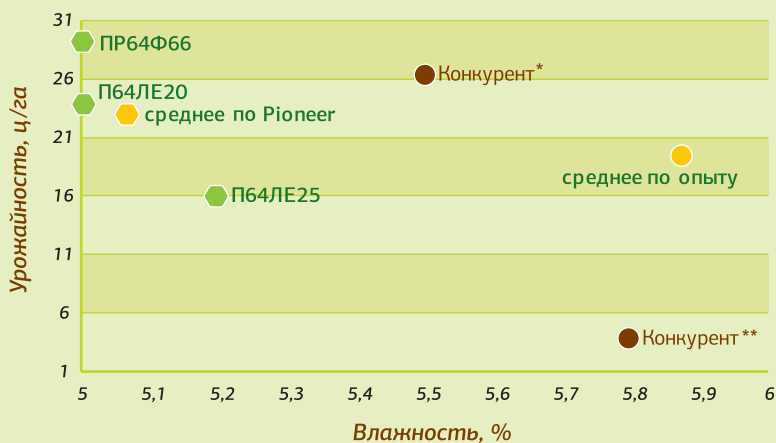 31
ПР64Ф66
26
Конкурент*
П64ЛЕ20
среднее по Pioneer
21
среднее по опыту
16
П64ЛЕ25
11
6
Конкурент**
1
Урожайность, ц/га
5 5,1 5,2 5,3 5,4 5,5 5,6 5,7 5,8 5,9 6
Влажность, %